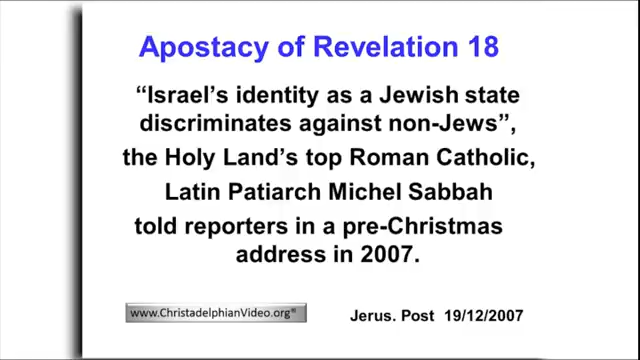 Apostacy of Revelation 18
“Israel’s identity as a Jewish state
discriminates against non-Jews”,
the Holy Land’s top Roman Catholic,
Latin Patiarch Michel Sabbah
told reporters in a pre-Christmas
address in 2007.
www.ChristadelphianVideo.org®
Jerus. Post 19/12/2007